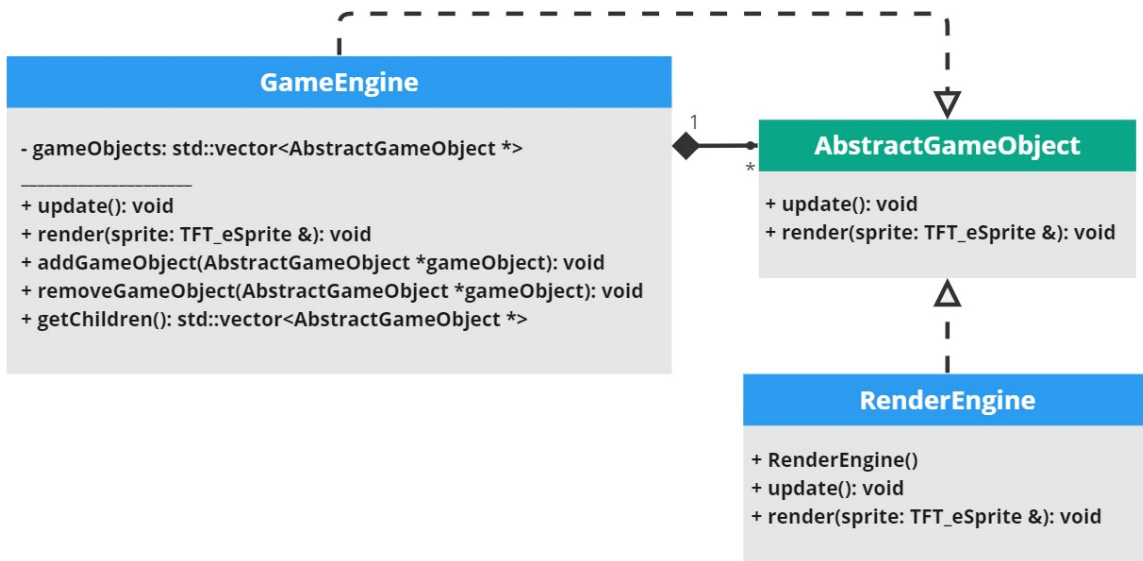 GameEngine
- gameObjects: std::vector<AbstractGameObject *>
_____________________
+ update(): void
+ render(sprite: TFT_eSprite &): void
+ addGameObject(AbstractGameObject *gameObject): void
+ removeGameObject(AbstractGameObject *gameObject): void
+ getChildren(): std::vector<AbstractGameObject *>
1
*
AbstractGameObject
+ update(): void
+ render(sprite: TFT_eSprite &): void
RenderEngine
+ RenderEngine()
+ update(): void
+ render(sprite: TFT_eSprite &): void